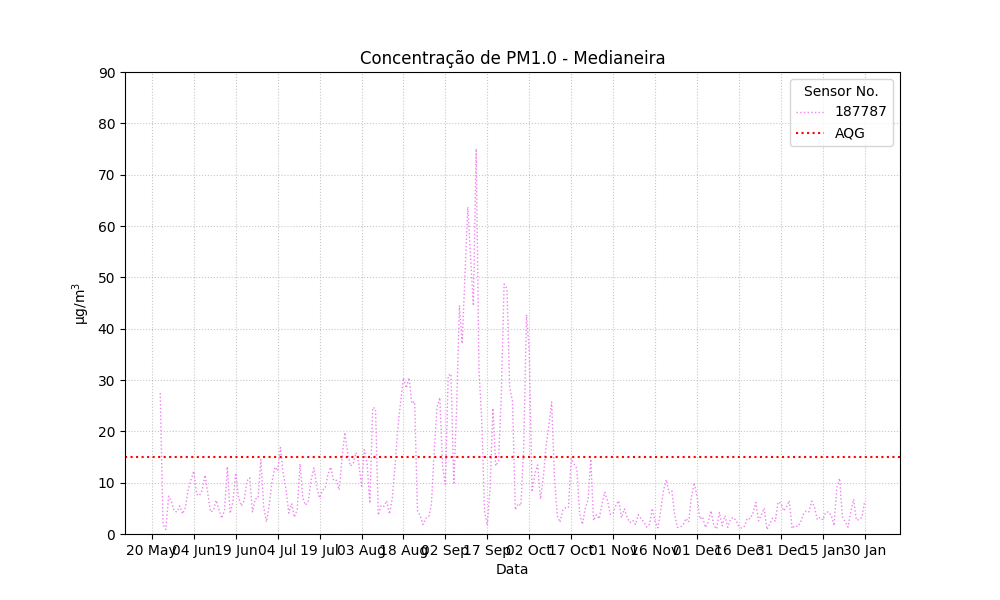 Concentração de PM1.0 - Medianeira
Sensor No.
187787
AQG
90
80
70
60
50
40
30
20
10
0
µg/m³
20 May 04 Jun 19 Jun 04 Jul 19 Jul 03 Aug 18 Aug 02 Sep 17 Sep 02 Oct 17 Oct 01 Nov 16 Nov 01 Dec 16 Dec 31 Dec 15 Jan 30 Jan
Data